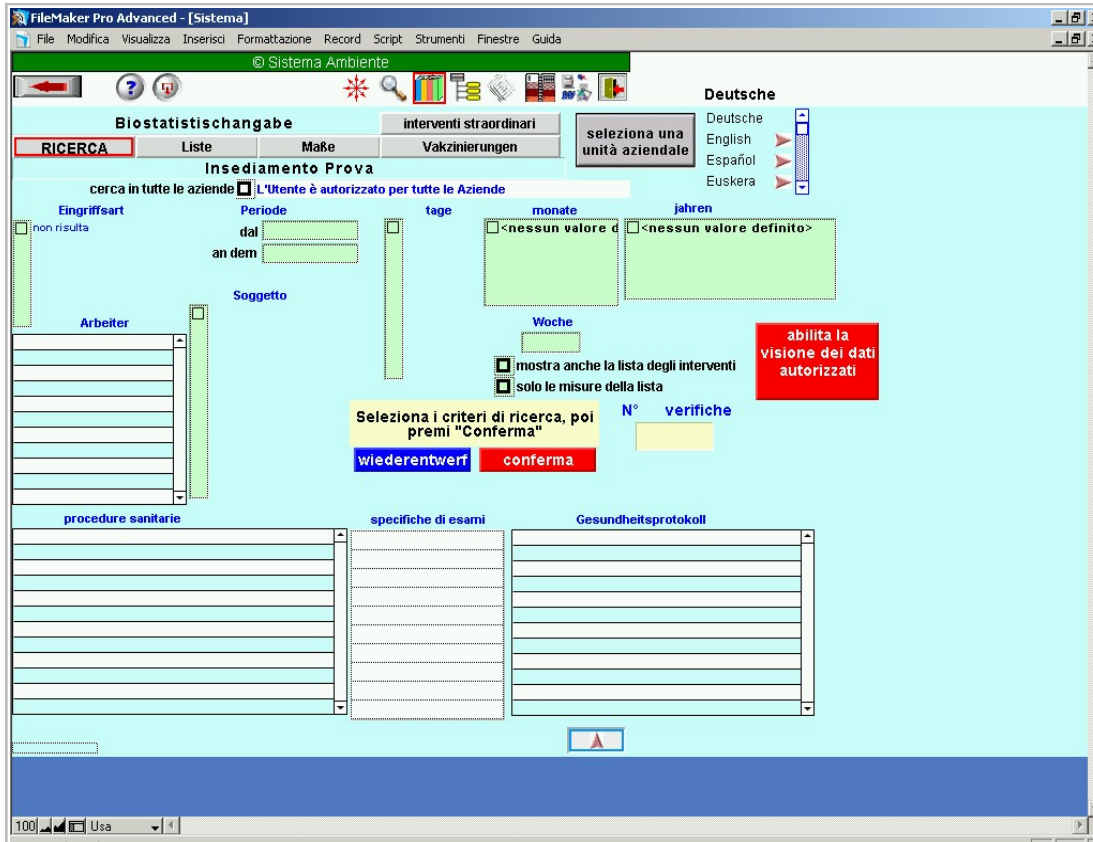 FileMaker Pro Advanced - [Sistema]
File Modifica Visualizza Inserisci Formattazione Record Script Strumenti Finestre Guida
© Sistema Ambiente
Deutsche
Biostatistischangabe
interventi straordinari
seleziona una
unità aziendale
Deutsche
English
Español
Euskera
RICERCA Liste Maße Vakzinierungen
Insediamento Prova
cerca in tutte le aziende L'Utente è autorizzato per tutte le Aziende
Eingriffsart Periode tage monate jahren
non risulta
dal
<nessun valore d <nessun valore definito>
an dem
Soggetto
Arbeiter
Woche
abilita la
visione dei dati
autorizzati
mostra anche la lista degli interventi
solo le misure della lista
Seleziona i criteri di ricerca, poi
premi "Conferma"
N° verifiche
wiederentwerf conferma
procedure sanitarie specifiche di esami Gesundheitsprotokoll
100 Usa